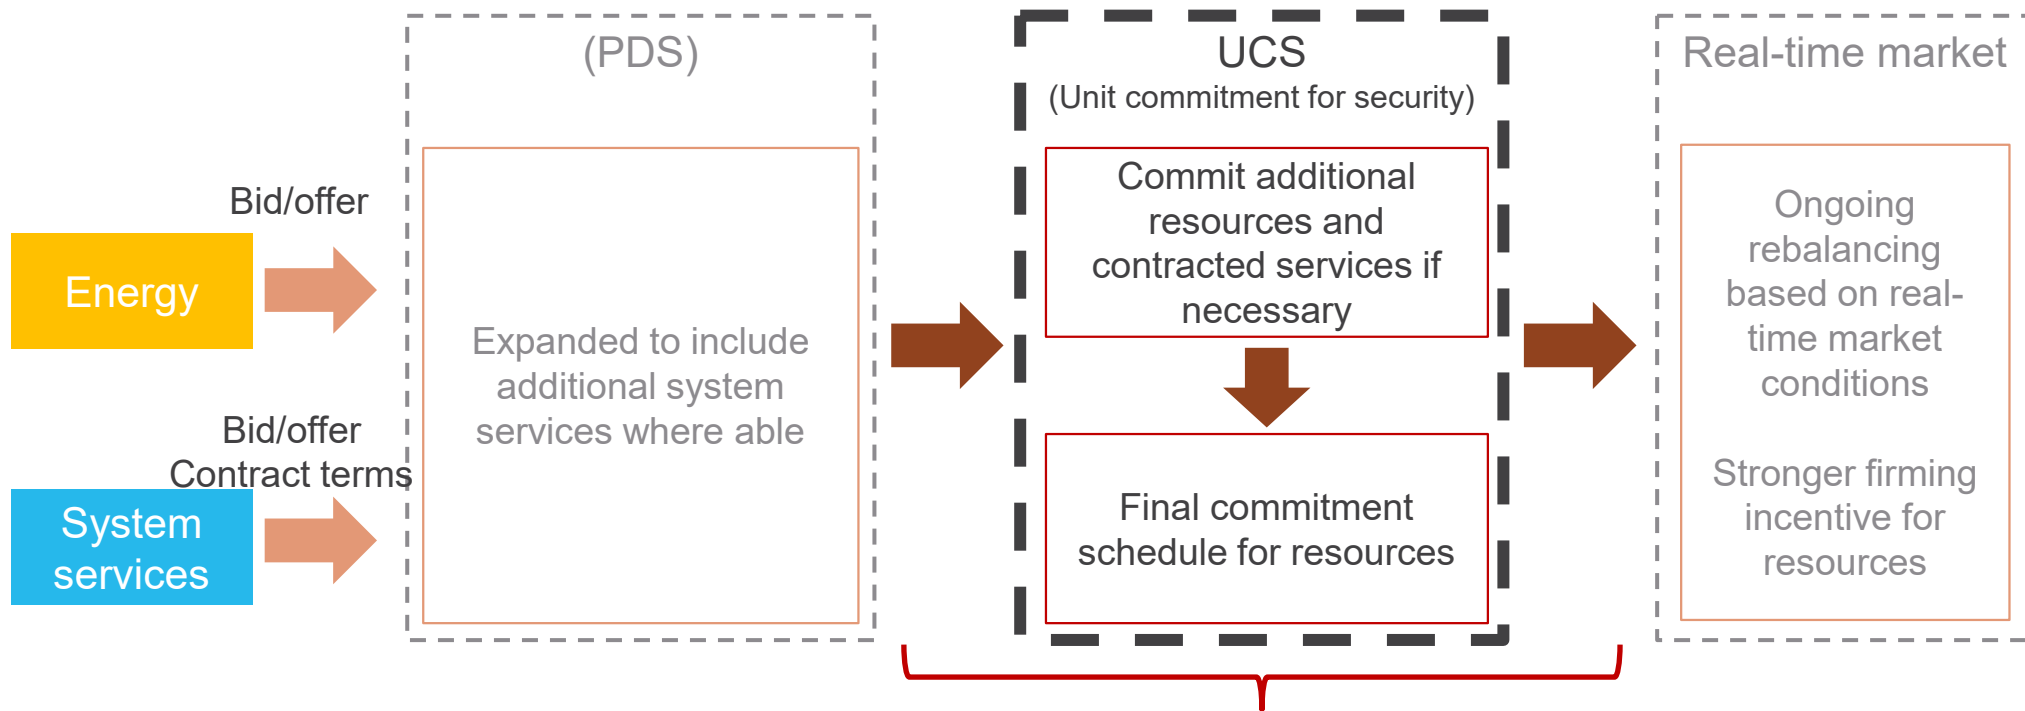 Bid/offer
Energy
Bid/offer
Contract terms
System
services
(PDS)
Expanded to include
additional system
services where able
UCS
(Unit commitment for security)
Commit additional
resources and
contracted services if
necessary
Final commitment
schedule for resources
Real-time market
Ongoing
rebalancing
based on real-
time market
conditions
Stronger firming
incentive for
resources